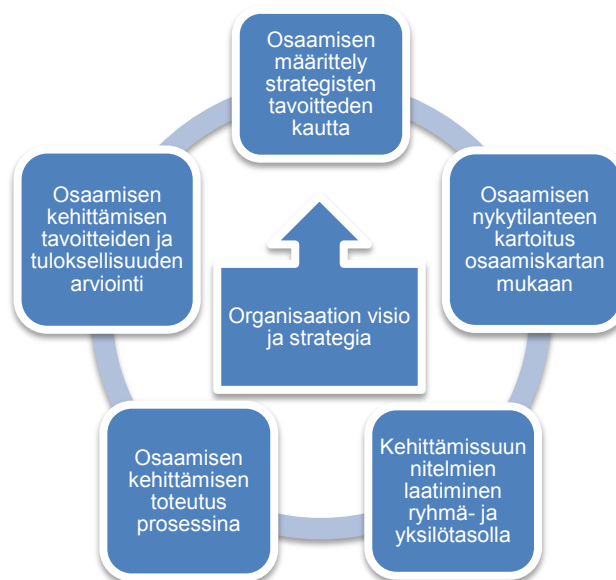 Osaamisen
määrittely
strategisten
tavoitteden
kautta
Osaamisen
nykytilanteen
kartoitus
osaamiskartan
mukaan
Kehittämissuun
nitelmien
laatiminen
ryhmä- ja
yksilötasolla
Osaamisen
kehittämisen
toteutus
prosessina
Osaamisen
kehittämisen
tavoitteiden ja
tuloksellisuuden
arviointi
Organisaation visio
ja strategia